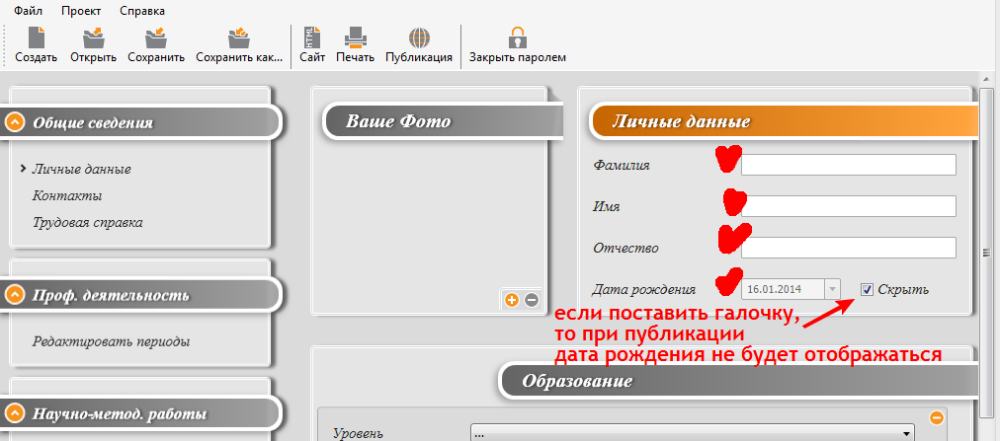 Файл Проект Справка
Создать Открыть Сохранить Сохранить как... Сайт Печать Публикация Закрыть паролем
HTML
Общие сведения
Личные данные
Контакты
Трудовая справка
Проф. деятельность
Редактировать периоды
Научно-метод. работы
Ваше Фото
Личные данные
Фамилия
Имя
Отчество
Дата рождения 16.01.2014 Скрыть
если поставить галочку,
то при публикации
дата рождения не будет отображаться
Образование
Уровень ...